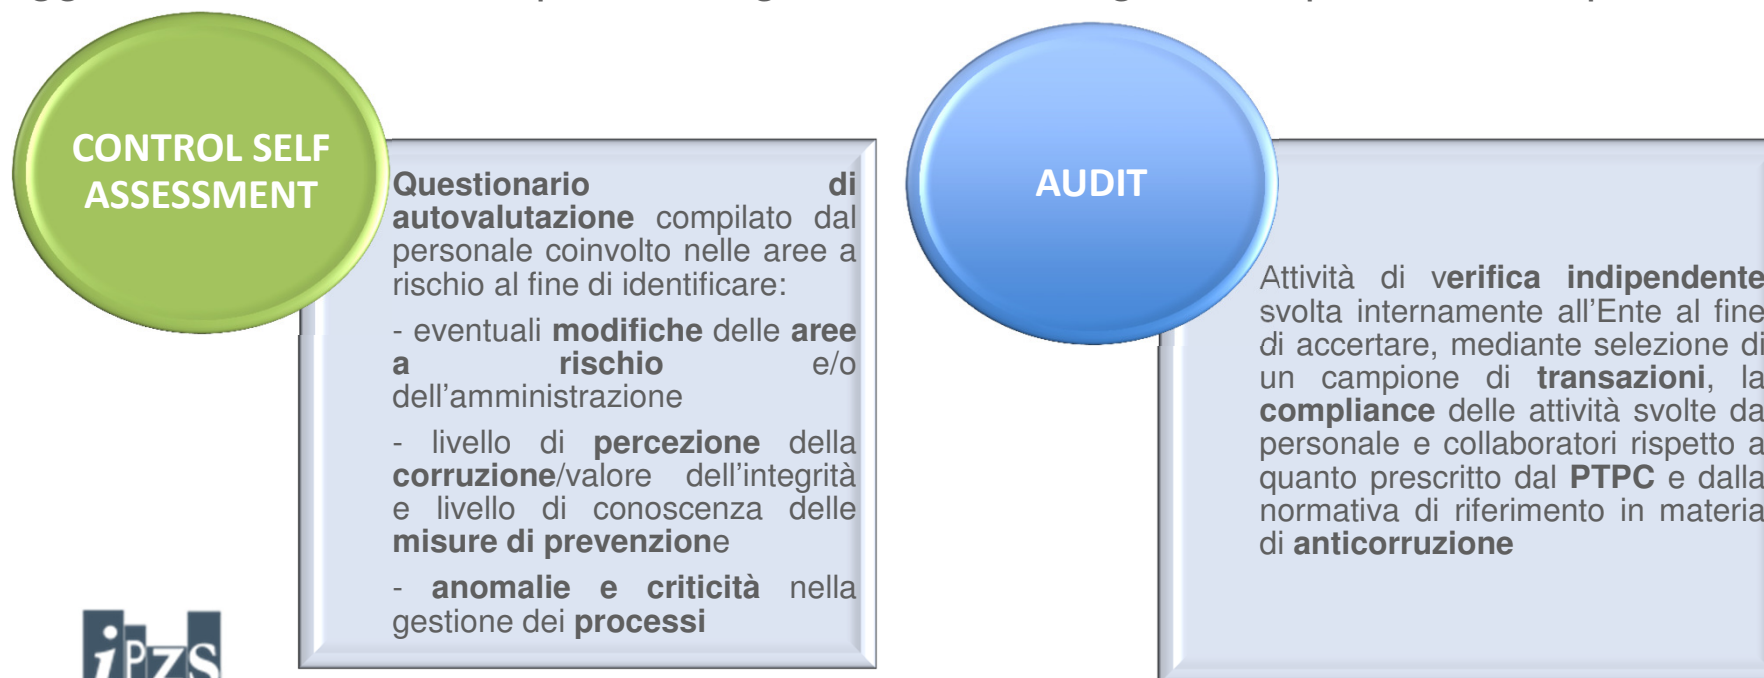 CONTROL SELF
ASSESSMENT
Questionario di
autovalutazione compilato dal
personale coinvolto nelle aree a
rischio al fine di identificare:
- eventuali modifiche delle aree
a rischio e/o
dell’amministrazione
- livello di percezione della
corruzione/valore dell’integrità
e livello di conoscenza delle
misure di prevenzione
- anomalie e criticità nella
gestione dei processi
AUDIT
Attività di verifica indipendente
svolta internamente all’Ente al fine
di accertare, mediante selezione di
un campione di transazioni, la
compliance delle attività svolte da
personale e collaboratori rispetto a
quanto prescritto dal PTPC e dalla
normativa di riferimento in materia
di anticorruzione
iPZS